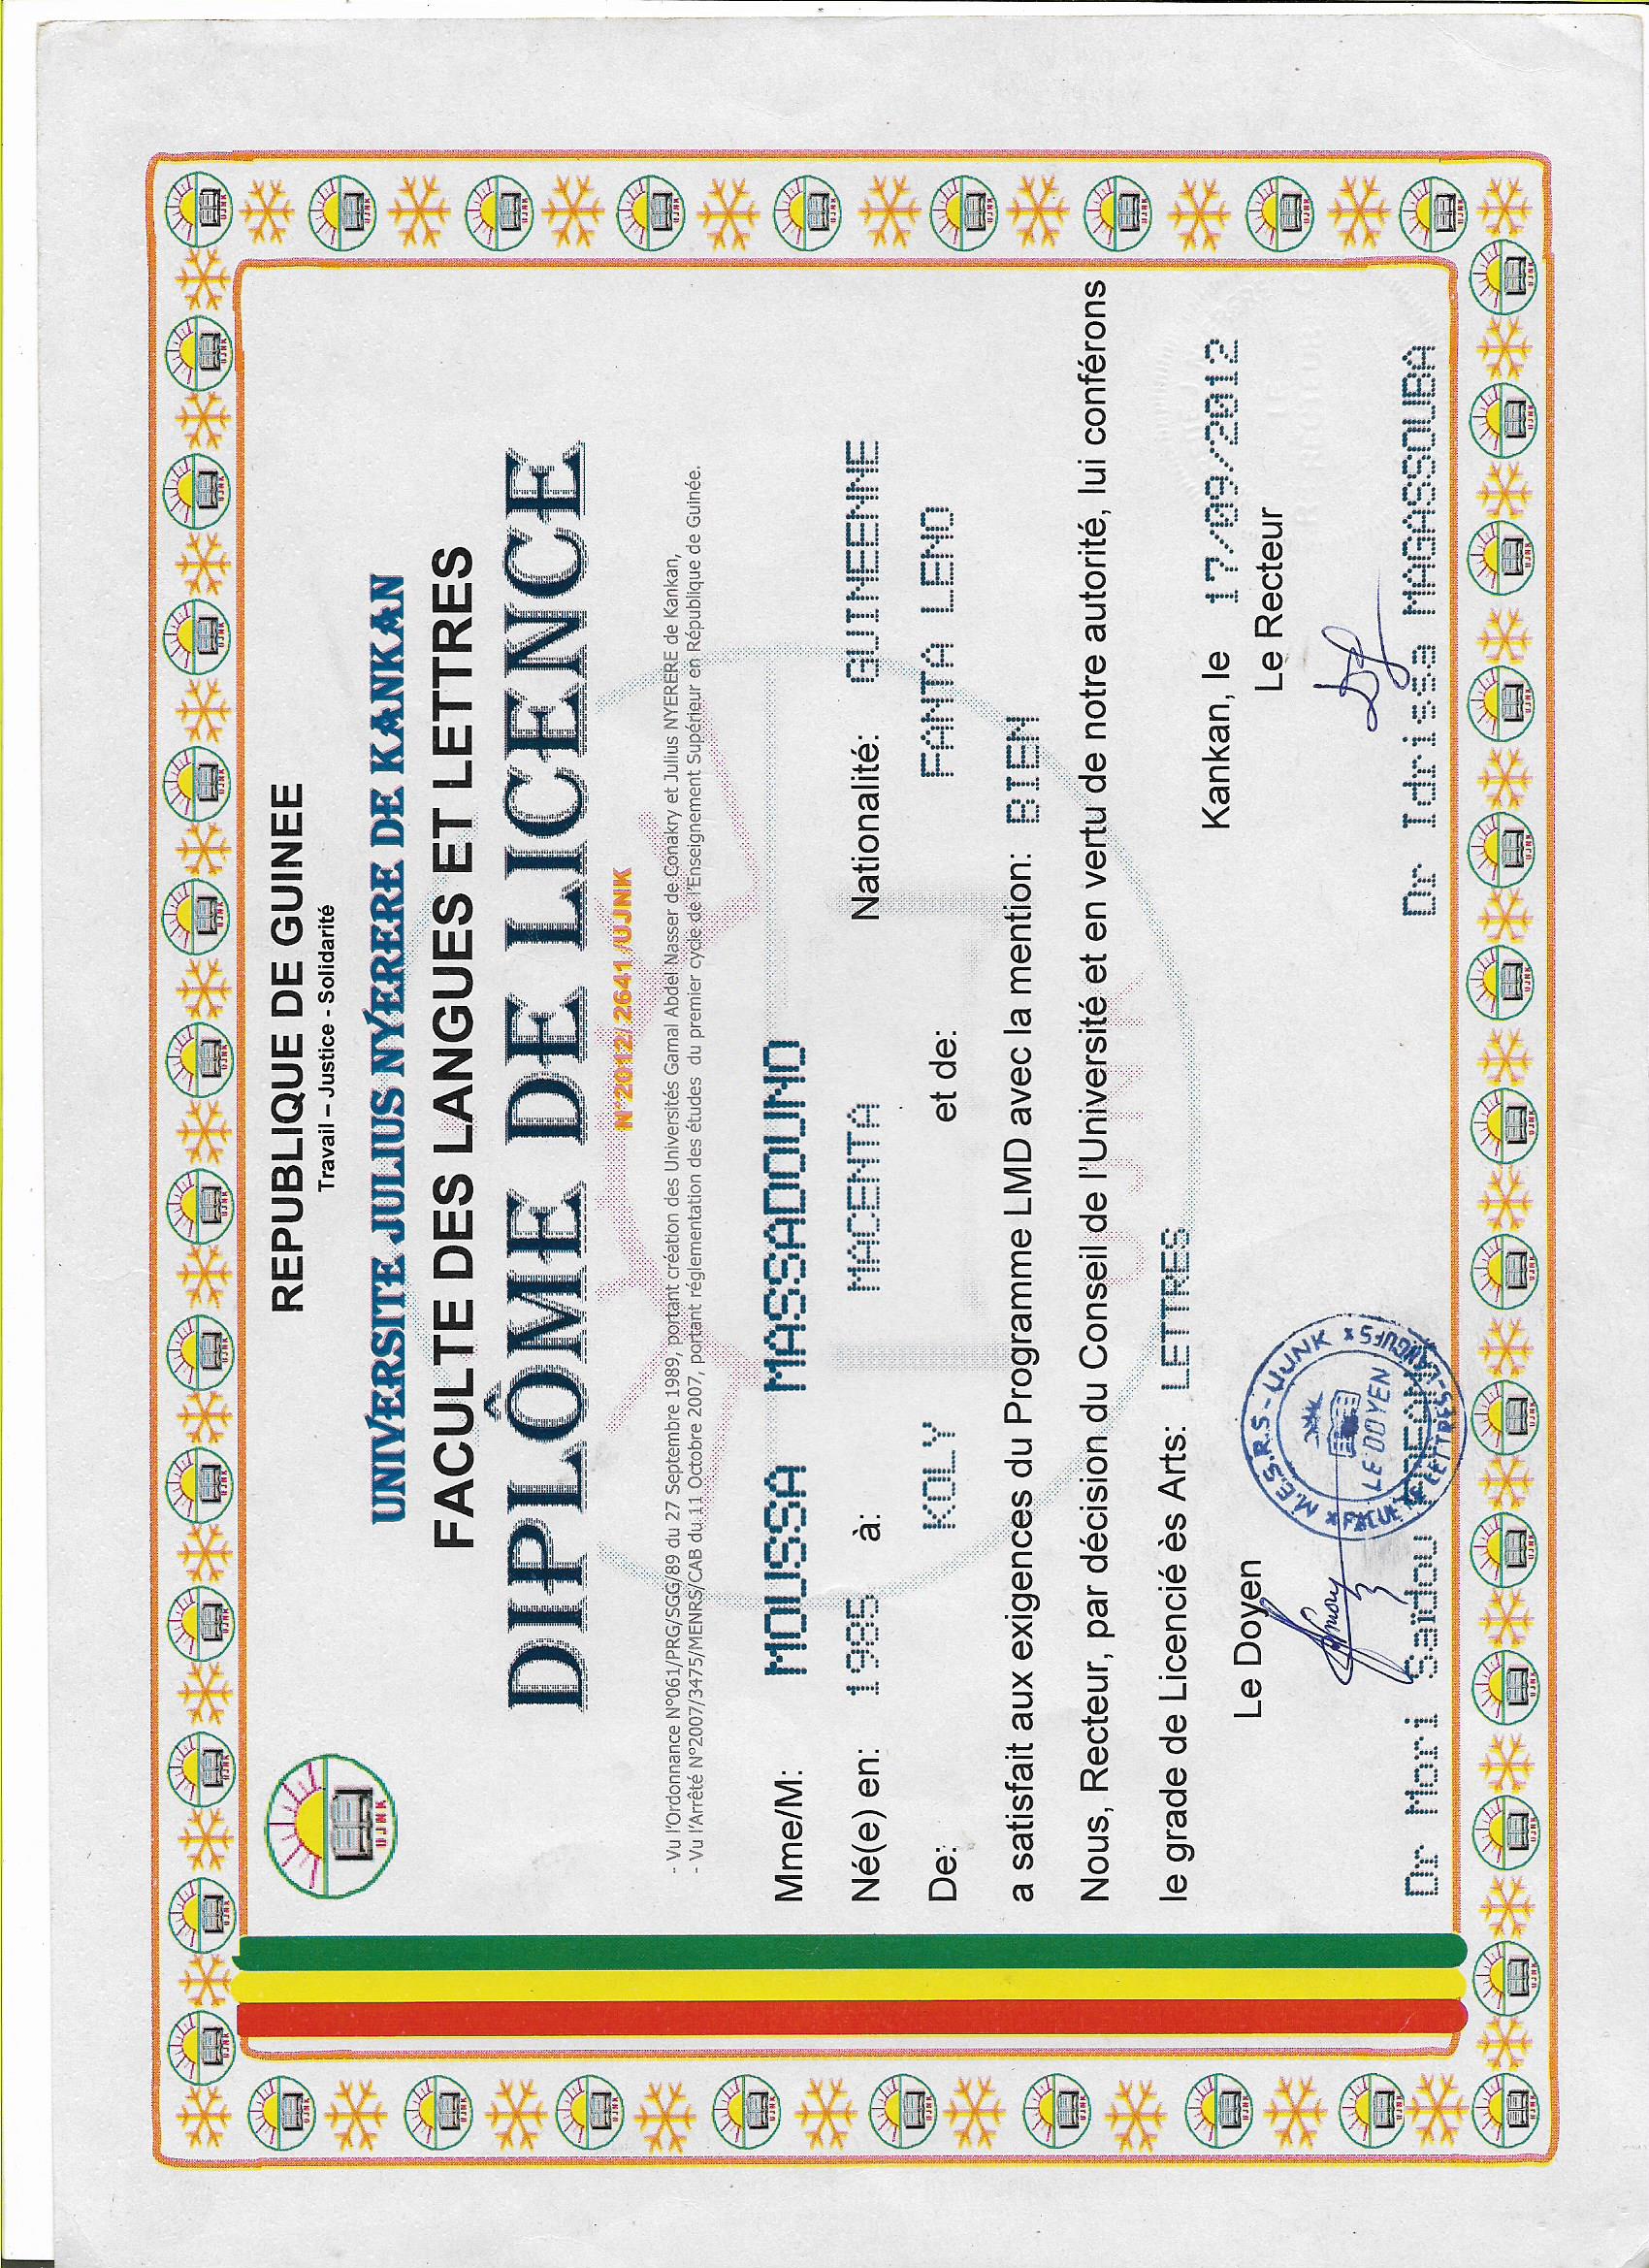 REPUBLIQUE DE GUINEE
Travail – Justice - Solidarité
UNIVERSITE JULIUS NYERERE DE KANKAN
FACULTE DES LANGUES ET LETTRES
DIPLÔME DE LICENCE
N°2012/ 2641 /UJNK
- Vu l'Ordonnance N°061/PRG/SGG/89 du 27 Septembre 1989, portant création des Universités Gamal Abdel Nasser de Conakry et Julius NYERERE de Kankan,
- Vu l'Arrêté N°2007/3475/MENRS/CAB du 11 Octobre 2007, portant réglementation des études du premier cycle de l'Enseignement Supérieur en République de Guinée.
Mme/M: MOUSSA MASSADOUNO
Né(e) en: 1985 à: MACENTA Nationalité: GUINEENNE
De: KOLY et de: FANTA LENO
a satisfait aux exigences du Programme LMD avec la mention: BIEN
Nous, Recteur, par décision du Conseil de l'Université et en vertu de notre autorité, lui conférons
le grade de Licencié ès Arts: LETTRES
Kankan, le 17/09/2012
Le Doyen Le Recteur
M.E.S.R.S-UJNK
LE DOYEN
Dr Mori Saidou Dr Idrissa MAGASSOUBA
UJNK